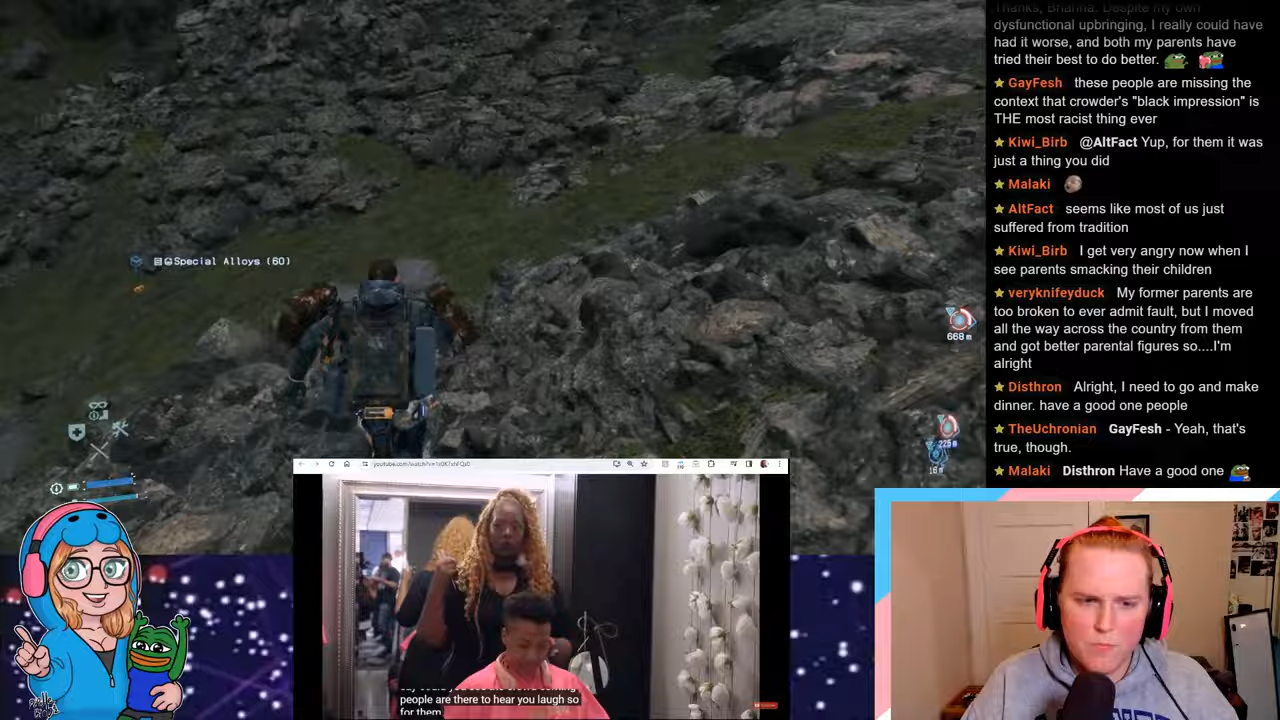 Thanks, Brianna. Despite my own
dysfunctional upbringing, I really could have
had it worse, and both my parents have
tried their best to do better.
GayFesh these people are missing the
context that crowder's "black impression" is
THE most racist thing ever
Kiwi_Birb @AltFact Yup, for them it was
just a thing you did
Malaki
AltFact seems like most of us just
suffered from tradition
Kiwi_Birb I get very angry now when I
see parents smacking their children
veryknifeyduck My former parents are
too broken to ever admit fault, but I moved
all the way across the country from them
and got better parental figures so....I'm
alright
Disthron Alright, I need to go and make
dinner. have a good one people
TheUchronian GayFesh - Yeah, that's
true, though.
Malaki Disthron Have a good one
Special Alloys (60)
668m
225m
16m
people are there to hear you laugh so
for them